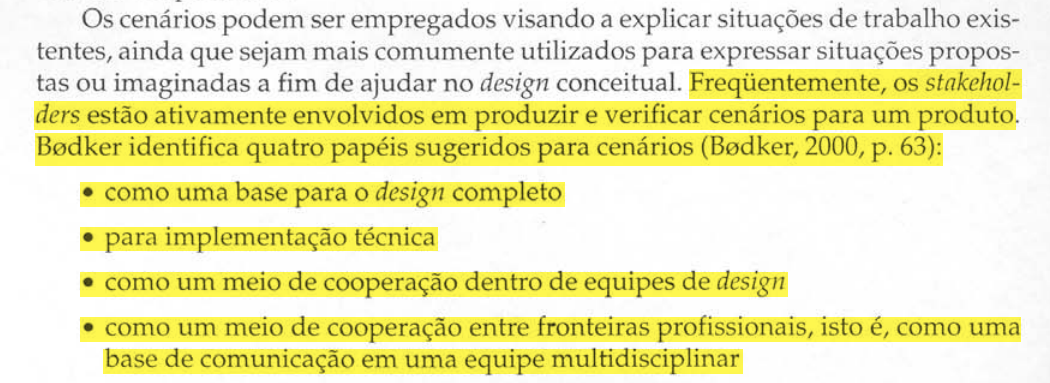 Os cenários podem ser empregados visando a explicar situações de trabalho exis-
tentes, ainda que sejam mais comumente utilizados para expressar situações propos-
tas ou imaginadas a fim de ajudar no design conceitual. Freqüentemente, os stakehol-
ders estão ativamente envolvidos em produzir e verificar cenários para um produto.
Bødker identifica quatro papéis sugeridos para cenários (Bødker, 2000, p. 63):
• como uma base para o design completo
• para implementação técnica
• como um meio de cooperação dentro de equipes de design
• como um meio de cooperação entre fronteiras profissionais, isto é, como uma
base de comunicação em uma equipe multidisciplinar